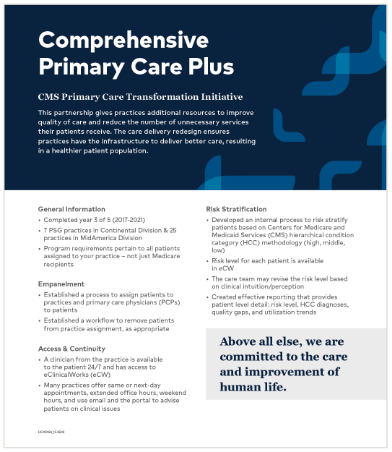 Comprehensive
Primary Care Plus
CMS Primary Care Transformation Initiative
This partnership gives practices additional resources to improve
quality of care and reduce the number of unnecessary services
their patients receive. The care delivery redesign ensures
practices have the infrastructure to deliver better care, resulting
in a healthier patient population.
General Information
• Completed year 3 of 5 (2017-2021)
• 7 PSG practices in Continental Division & 25
practices in MidAmerica Division
• Program requirements pertain to all patients
assigned to your practice – not just Medicare
recipients
Empanelment
• Established a process to assign patients to
practices and primary care physicians (PCPs)
to patients
• Established a workflow to remove patients
from practice assignment, as appropriate
Access & Continuity
• A clinician from the practice is available
to the patient 24/7 and has access to
eClinicalWorks (eCW)
• Many practices offer same or next-day
appointments, extended office hours, weekend
hours, and use email and the portal to advise
patients on clinical issues
Risk Stratification
• Developed an internal process to risk stratify
patients based on Centers for Medicare and
Medicaid Services (CMS) hierarchical condition
category (HCC) methodology (high, middle,
low)
• Risk level for each patient is available
in eCW
• The care team may revise the risk level based
on clinical intuition/perception
• Created effective reporting that provides
patient level detail: risk level, HCC diagnoses,
quality gaps, and utilization trends
Above all else, we are
committed to the care
and improvement of
human life.